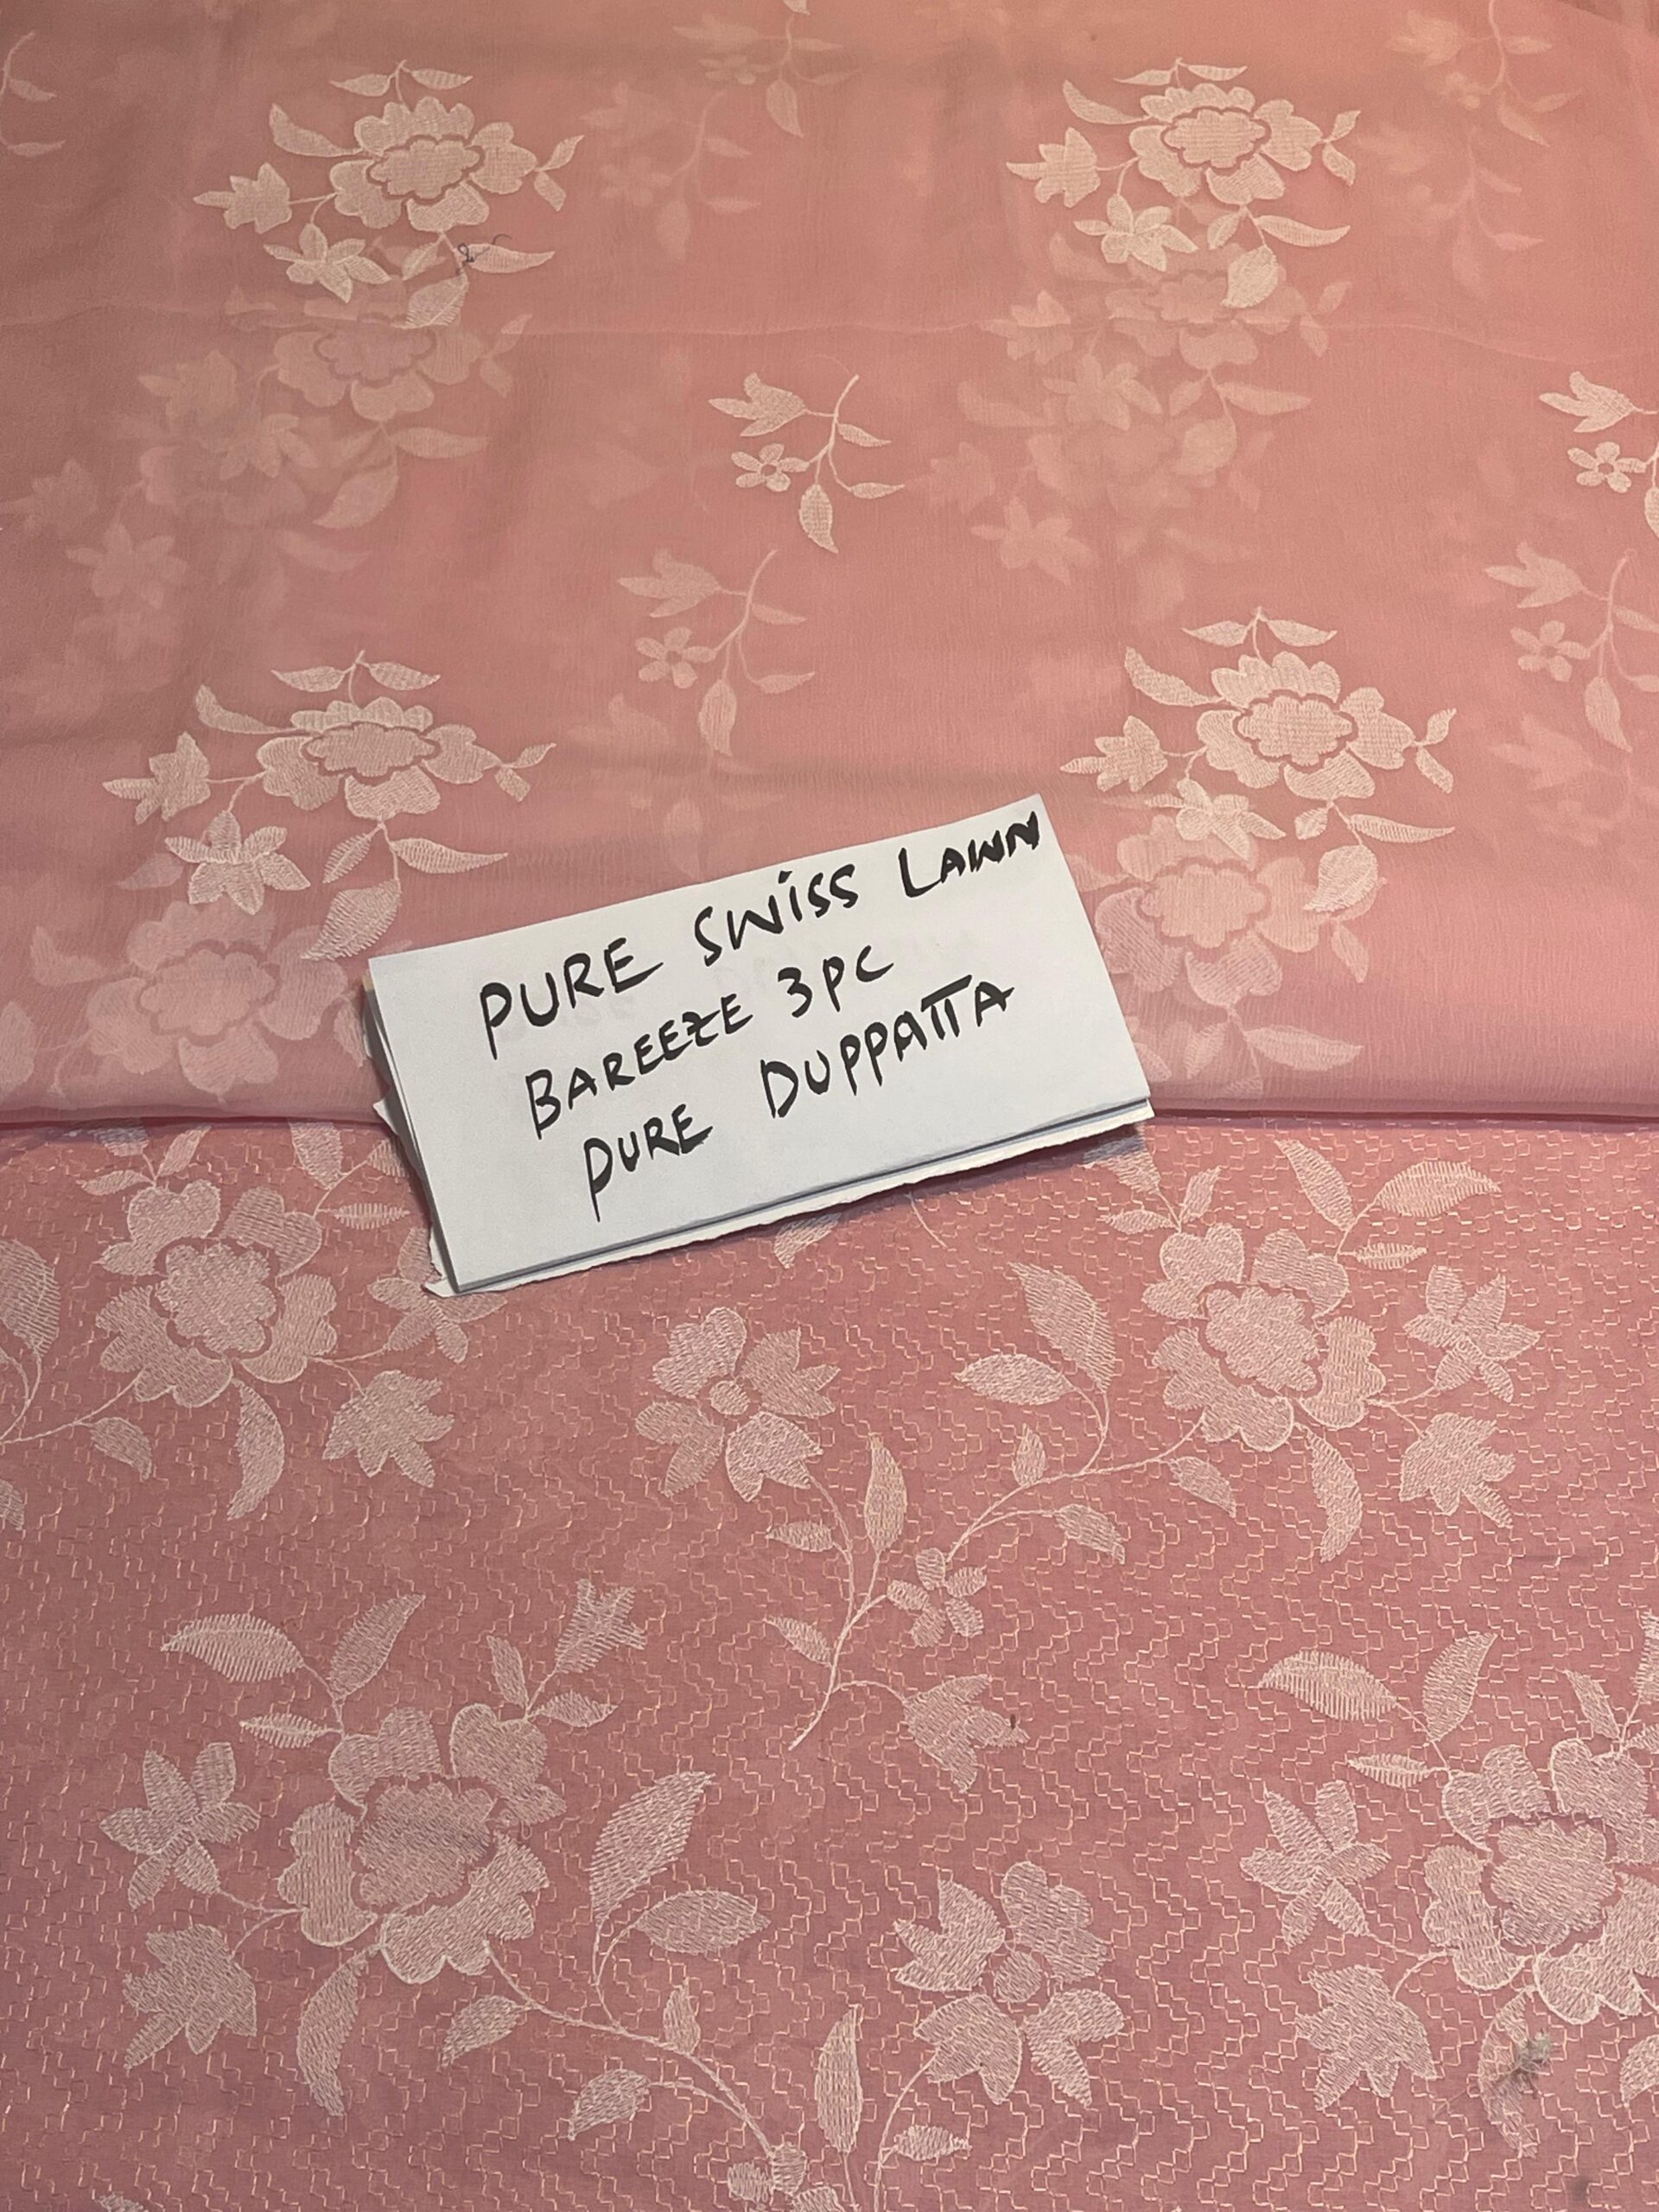 PURE SWiSS LAWN
BAREEZE 3PC
PURE DUPPATTA